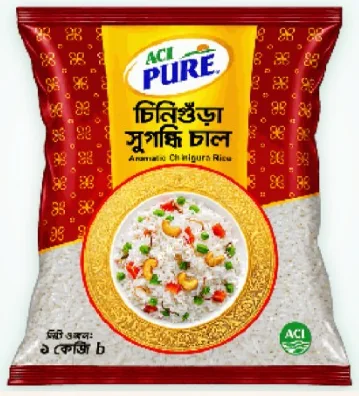 ACI
PURE
চিনিগুঁড়া
সুগন্ধি চাল
Aromatic Chinigura Rice
নিট ওজন:
১ কেজি
ACI